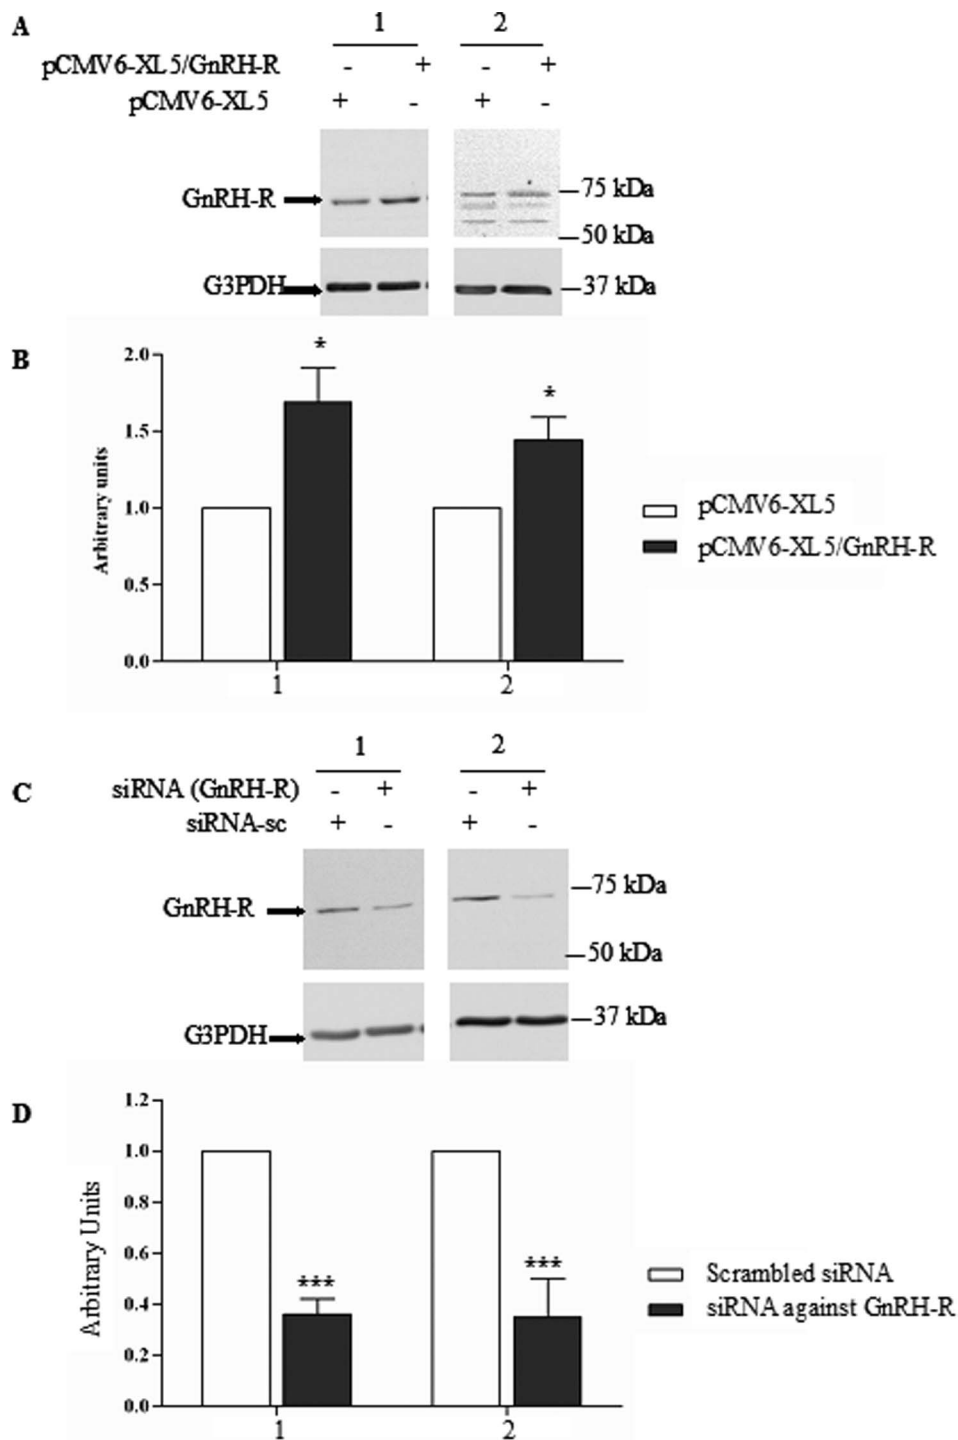 A
1 2
pCMV6-XL5/GnRH-R - + - +
pCMV6-XL5 + - + -
GnRH-R
75 kDa
50 kDa
G3PDH
37 kDa
B
*
*
2.0
1.5
1.0
0.5
0.0
Arbitrary units
1 2
pCMV6-XL5
pCMV6-XL5/GnRH-R
1 2
C
siRNA (GnRH-R) - + - +
siRNA-sc + - + -
GnRH-R
75 kDa
50 kDa
G3PDH
37 kDa
D
1.2
1.0
0.8
0.6
0.4
0.2
0.0
Arbitrary Units
*** ***
1 2
Scrambled siRNA
siRNA against GnRH-R